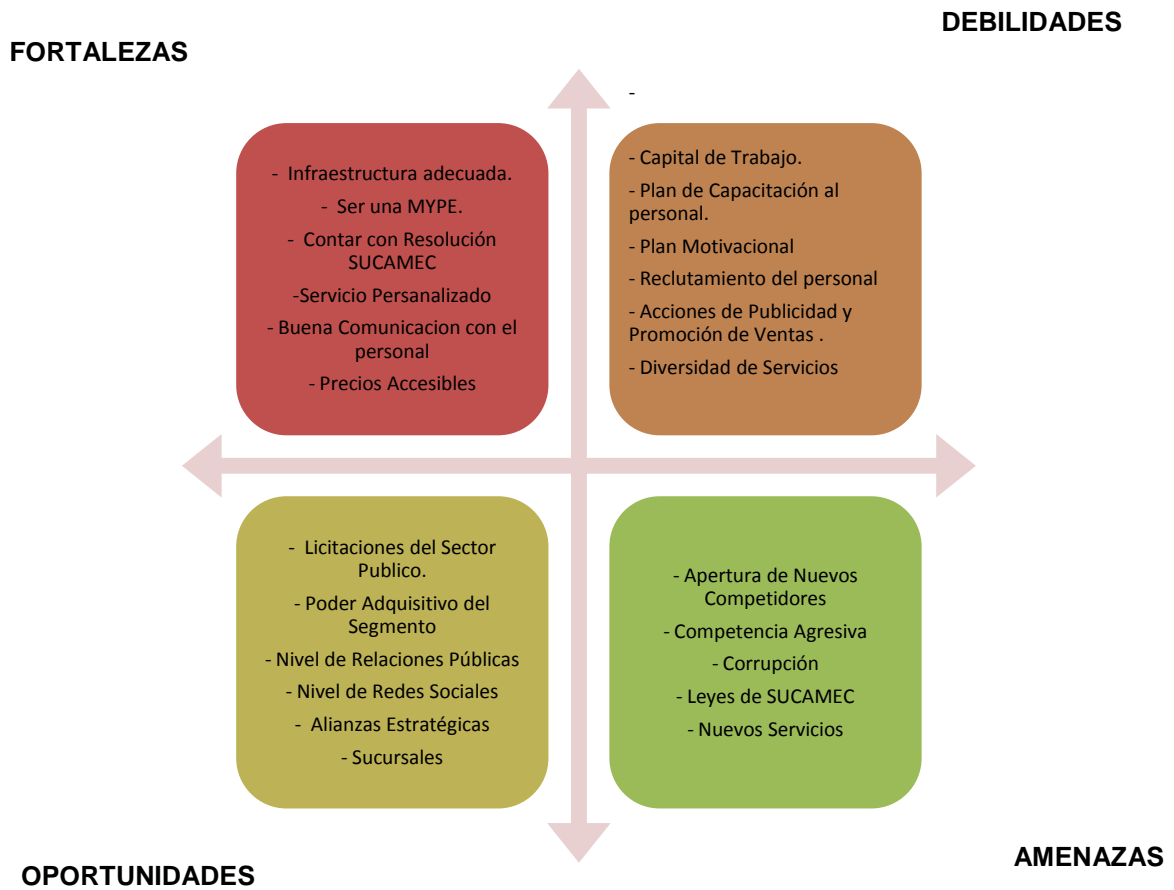 DEBILIDADES
FORTALEZAS
-
- Infraestructura adecuada.
- Ser una MYPE.
- Contar con Resolución
SUCAMEC
-Servicio Persanalizado
- Buena Comunicacion con el
personal
- Precios Accesibles
- Capital de Trabajo.
- Plan de Capacitación al
personal.
- Plan Motivacional
- Reclutamiento del personal
- Acciones de Publicidad y
Promoción de Ventas .
- Diversidad de Servicios
- Licitaciones del Sector
Publico.
- Poder Adquisitivo del
Segmento
- Nivel de Relaciones Públicas
- Nivel de Redes Sociales
- Alianzas Estratégicas
- Sucursales
- Apertura de Nuevos
Competidores
- Competencia Agresiva
- Corrupción
- Leyes de SUCAMEC
- Nuevos Servicios
OPORTUNIDADES
AMENAZAS